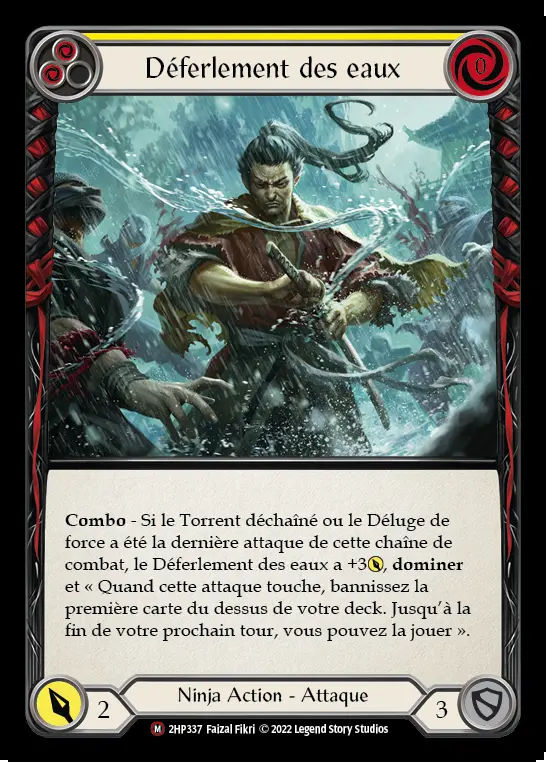 Déferlement des eaux
0
Combo - Si le Torrent déchaîné ou le Déluge de
force a été la dernière attaque de cette chaîne de
combat, le Déferlement des eaux a +3, dominer
et « Quand cette attaque touche, bannissez la
première carte du dessus de votre deck. Jusqu'à la
fin de votre prochain tour, vous pouvez la jouer ».
2
Ninja Action - Attaque
3
M 2HP337 Faizal Fikri © 2022 Legend Story Studios